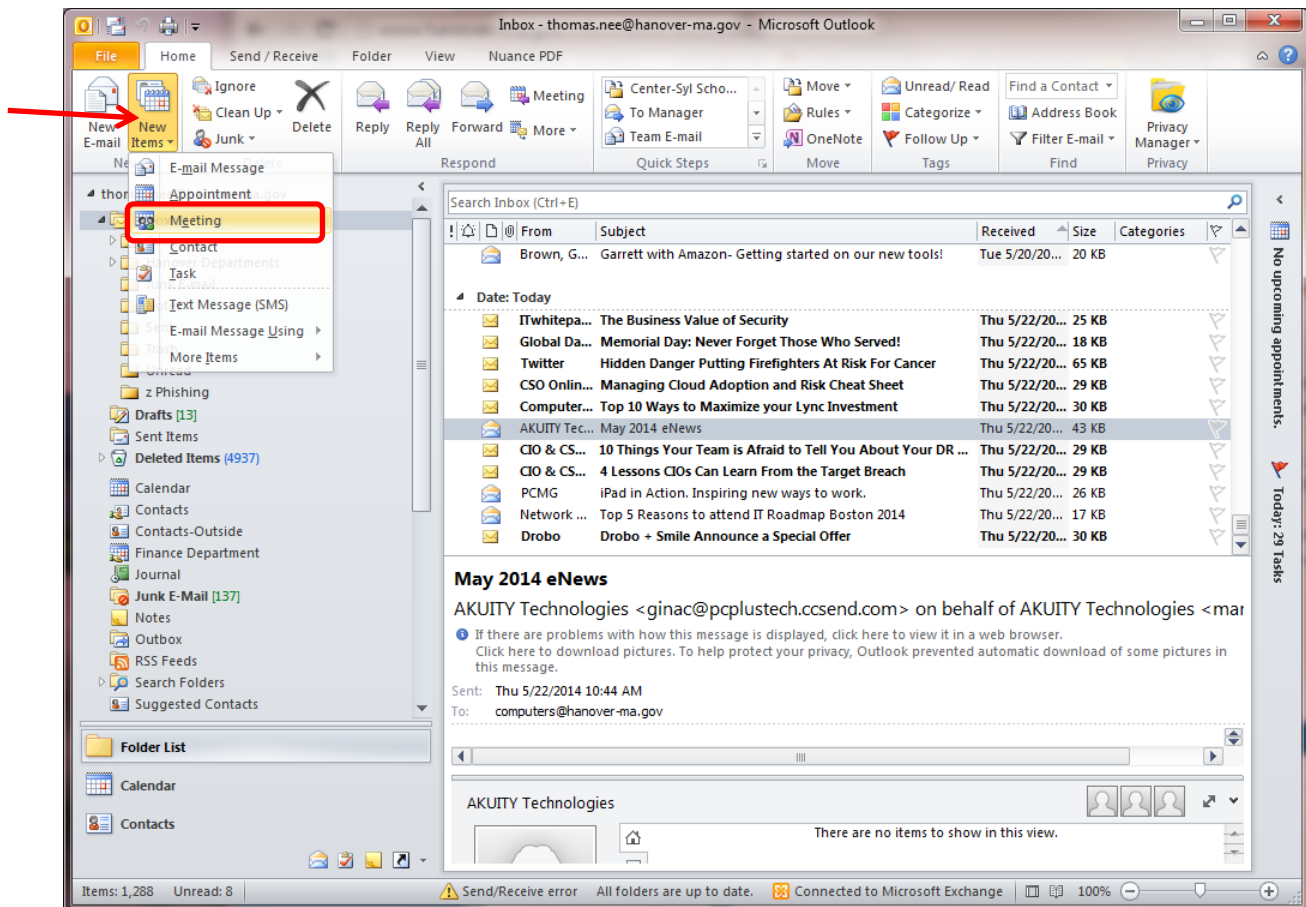 Inbox - thomas.nee@hanover-ma.gov - Microsoft Outlook
File Home Send / Receive Folder View Nuance PDF
New E-mail
New Items
Ignore
Clean Up
Junk
Delete
Reply
Reply All
Forward
Meeting
More
Respond
Center-Syl Scho...
To Manager
Team E-mail
Quick Steps
Move
Rules
OneNote
Move
Unread/ Read
Categorize
Follow Up
Tags
Find a Contact
Address Book
Filter E-mail
Find
Privacy Manager
Privacy
E-mail Message
Appointment
Meeting
Contact
Task
Text Message (SMS)
E-mail Message Using
More Items
z Phishing
Drafts [13]
Sent Items
Deleted Items (4937)
Calendar
Contacts
Contacts-Outside
Finance Department
Journal
Junk E-Mail [137]
Notes
Outbox
RSS Feeds
Search Folders
Suggested Contacts
Folder List
Calendar
Contacts
Search Inbox (Ctrl+E)
! From Subject Received Size Categories
Brown, G... Garrett with Amazon- Getting started on our new tools! Tue 5/20/20... 20 KB
Date: Today
ITwhitepa... The Business Value of Security Thu 5/22/20... 25 KB
Global Da... Memorial Day: Never Forget Those Who Served! Thu 5/22/20... 18 KB
Twitter Hidden Danger Putting Firefighters At Risk For Cancer Thu 5/22/20... 65 KB
CSO Onlin... Managing Cloud Adoption and Risk Cheat Sheet Thu 5/22/20... 29 KB
Computer... Top 10 Ways to Maximize your Lync Investment Thu 5/22/20... 30 KB
AKUITY Tec... May 2014 eNews Thu 5/22/20... 43 KB
CIO & CS... 10 Things Your Team is Afraid to Tell You About Your DR ... Thu 5/22/20... 29 KB
CIO & CS... 4 Lessons CIOs Can Learn From the Target Breach Thu 5/22/20... 29 KB
PCMG iPad in Action. Inspiring new ways to work. Thu 5/22/20... 26 KB
Network ... Top 5 Reasons to attend IT Roadmap Boston 2014 Thu 5/22/20... 17 KB
Drobo Drobo + Smile Announce a Special Offer Thu 5/22/20... 30 KB
May 2014 eNews
AKUITY Technologies <ginac@pcplustech.ccsend.com> on behalf of AKUITY Technologies <mar
If there are problems with how this message is displayed, click here to view it in a web browser.
Click here to download pictures. To help protect your privacy, Outlook prevented automatic download of some pictures in
this message.
Sent: Thu 5/22/2014 10:44 AM
To: computers@hanover-ma.gov
AKUITY Technologies
There are no items to show in this view.
No upcoming appointments.
Today: 29 Tasks
Items: 1,288 Unread: 8 Send/Receive error All folders are up to date. Connected to Microsoft Exchange 100%